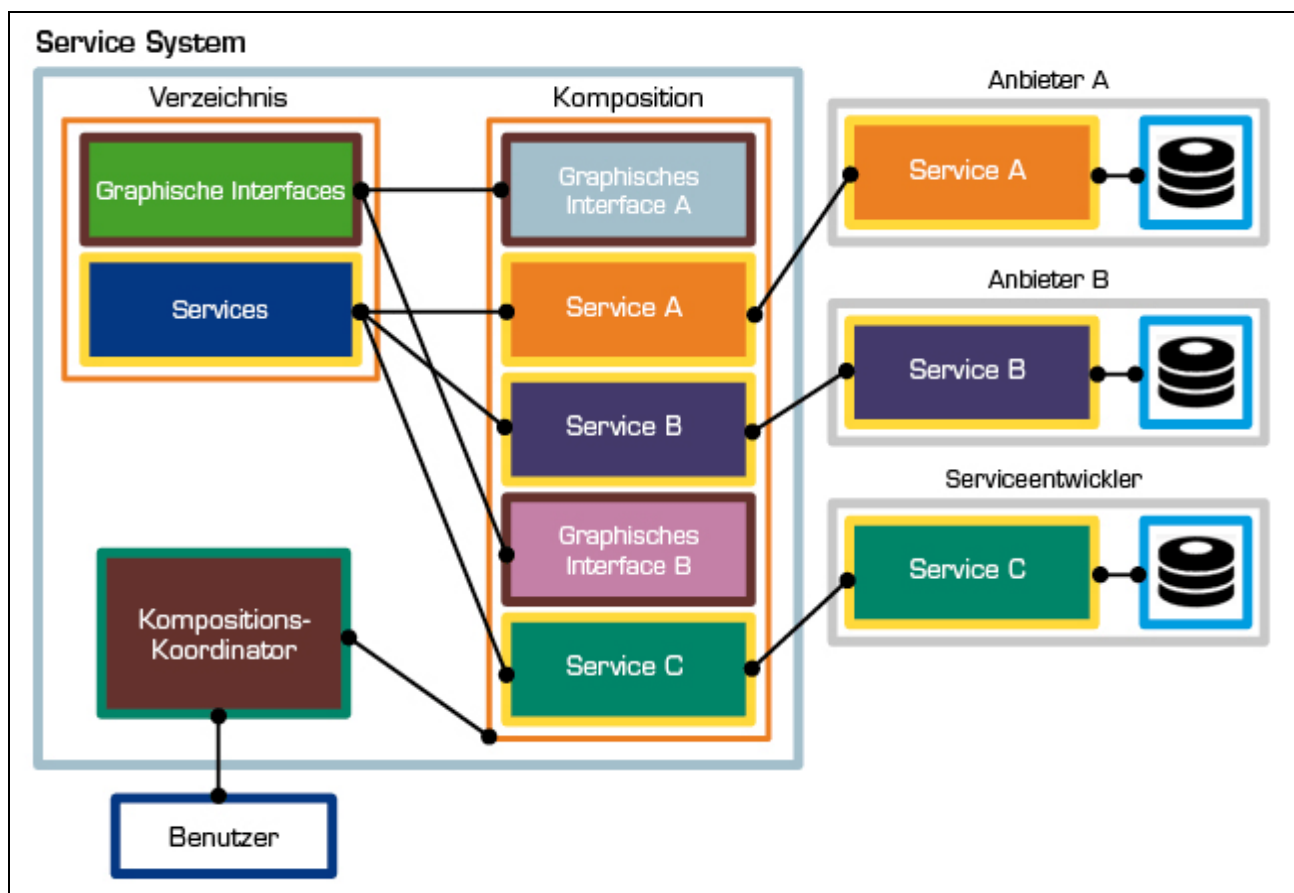 Service System
Verzeichnis
Graphische Interfaces
Services
Kompositions-
Koordinator
Benutzer
Komposition
Graphisches
Interface A
Service A
Service B
Graphisches
Interface B
Service C
Anbieter A
Service A
Anbieter B
Service B
Serviceentwickler
Service C